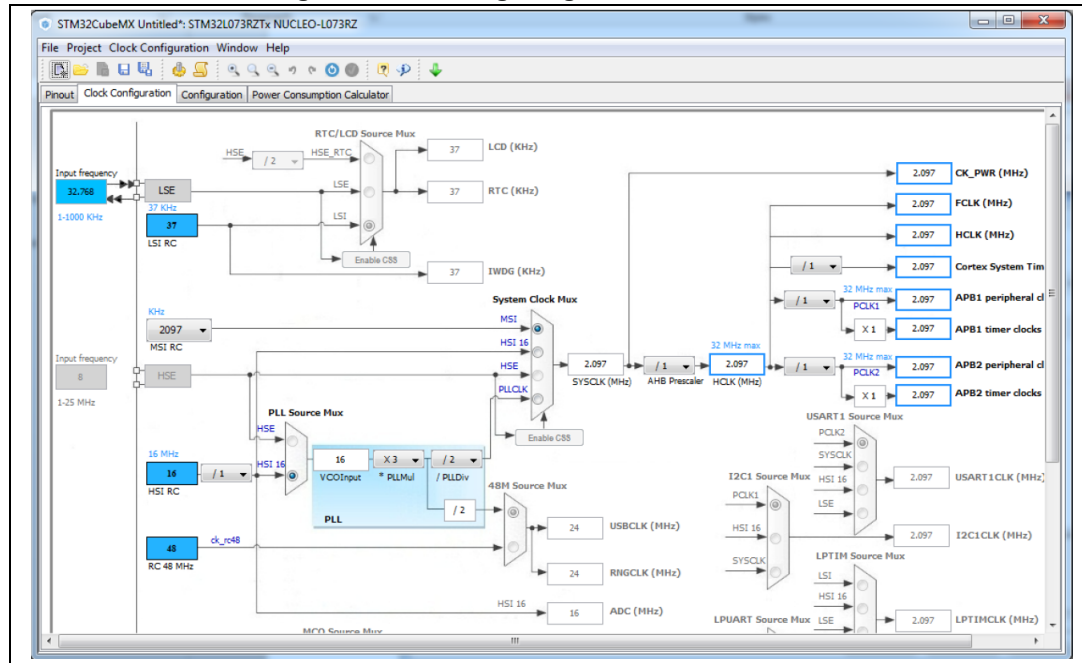 STM32CubeMX Untitled*: STM32L073RZTx NUCLEO-L073RZ
File Project Clock Configuration Window Help
Pinout Clock Configuration Configuration Power Consumption Calculator
RTC/LCD Source Mux
HSE / 2 HSE_RTC
37 LCD (KHz)
Input frequency
32.768
1-1000 KHz
LSE
LSE
37 RTC (KHz)
37 KHz
37
LSI RC
LSI
Enable CSS
37 IWDG (KHz)
2.097 CK_PWR (MHz)
2.097 FCLK (MHz)
2.097 HCLK (MHz)
/ 1 2.097 Cortex System Tim
System Clock Mux
KHz
2097
MSI RC
MSI
HSI 16
HSE
PLLCLK
2.097
SYSCLK (MHz)
/ 1
AHB Prescaler
32 MHz max
2.097
HCLK (MHz)
/ 1
32 MHz max
PCLK1
2.097 APB1 peripheral cl
X 1 2.097 APB1 timer clocks
/ 1
32 MHz max
PCLK2
2.097 APB2 peripheral cl
X 1 2.097 APB2 timer clocks
Input frequency
8
1-25 MHz
HSE
Enable CSS
PLL Source Mux
HSE
HSI 16
16 MHz
16
HSI RC
/ 1
16
VCOInput
X 3
* PLLMul
/ 2
/ PLLDiv
/ 2
PLL
48M Source Mux
24 USBCLK (MHz)
24 RNGCLK (MHz)
48
RC 48 MHz
ck_rc48
HSI 16
16 ADC (MHz)
MCO Source Mux
USART1 Source Mux
PCLK2
SYSCLK
HSI 16
LSE
2.097 USART1CLK (MHz)
I2C1 Source Mux
PCLK1
HSI 16
SYSCLK
2.097 I2C1CLK (MHz)
LPTIM Source Mux
LSI
HSI 16
LSE
2.097 LPTIMCLK (MHz)
LPUART Source Mux